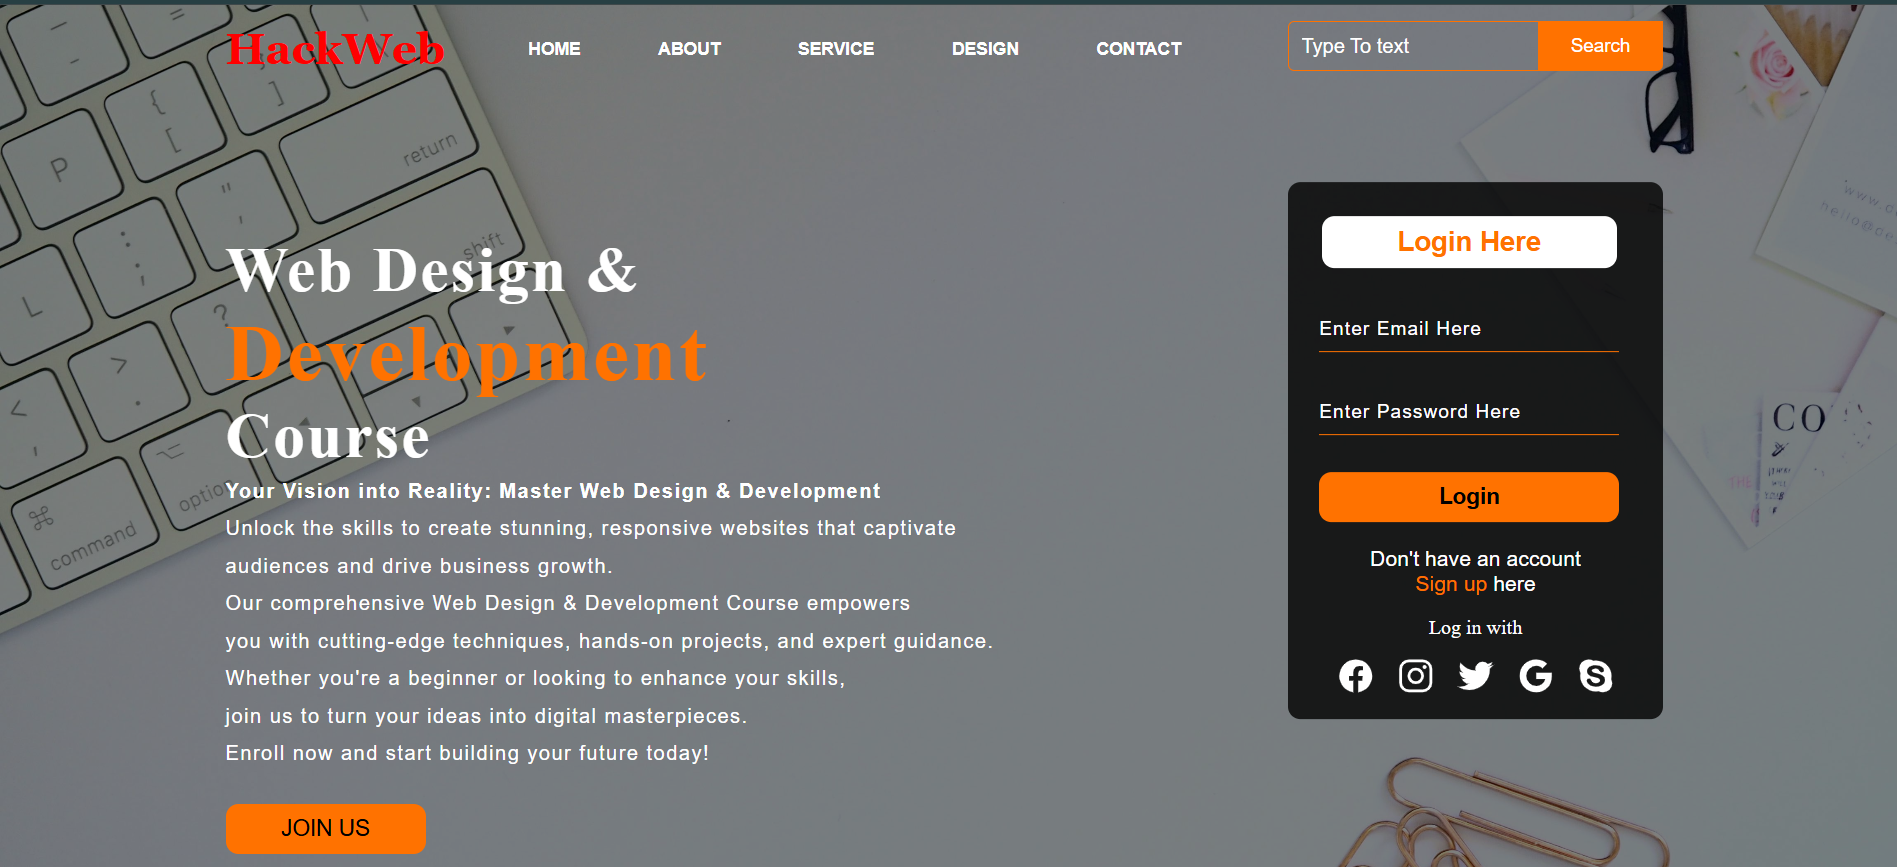 HackWeb
HOME ABOUT SERVICE DESIGN CONTACT
Type To text Search
Web Design &
Development
Course
Your Vision into Reality: Master Web Design & Development
Unlock the skills to create stunning, responsive websites that captivate
audiences and drive business growth.
Our comprehensive Web Design & Development Course empowers
you with cutting-edge techniques, hands-on projects, and expert guidance.
Whether you're a beginner or looking to enhance your skills,
join us to turn your ideas into digital masterpieces.
Enroll now and start building your future today!
JOIN US
Login Here
Enter Email Here
Enter Password Here
Login
Don't have an account
Sign up here
Log in with
{
[
]
P
return
"
,
:
;
shift
L
?
>
.
<
,
option
⌘
command
CO